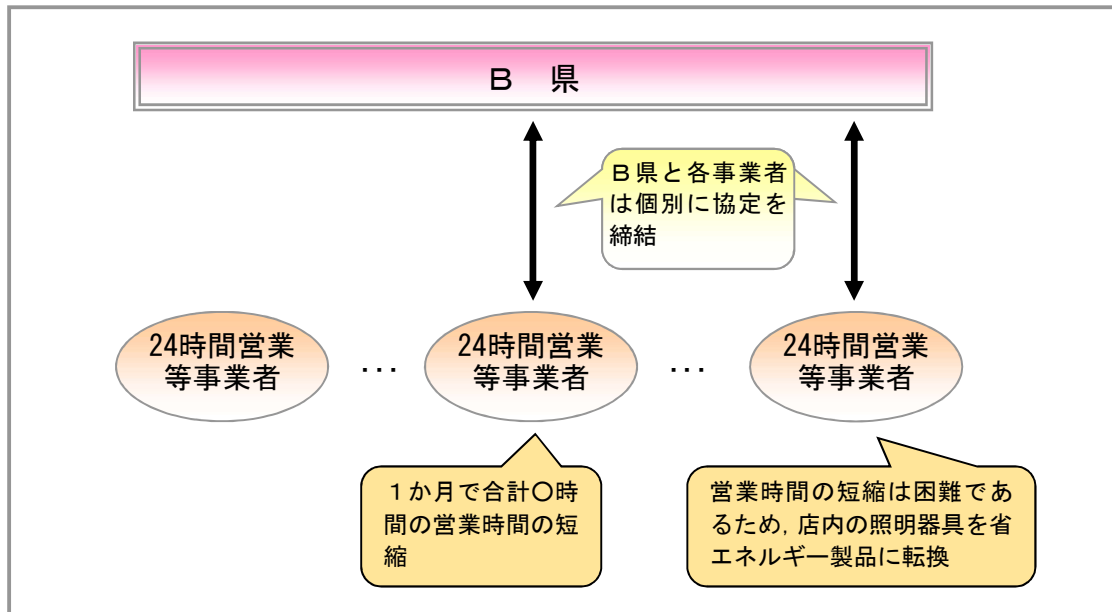 Ｂ　県
Ｂ県と各事業者
は個別に協定を
締結
24時間営業
等事業者
…
24時間営業
等事業者
…
24時間営業
等事業者
１か月で合計〇時
間の営業時間の短
縮
営業時間の短縮は困難であ
るため，店内の照明器具を省
エネルギー製品に転換